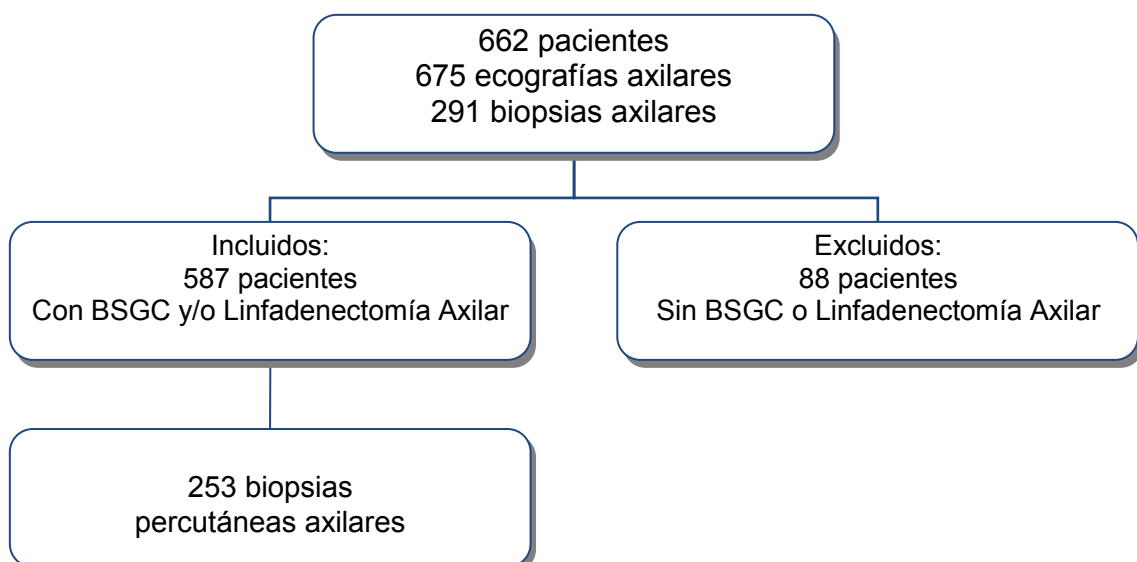 662 pacientes
675 ecografías axilares
291 biopsias axilares
Incluidos:
587 pacientes
Con BSGC y/o Linfadenectomía Axilar
Excluidos:
88 pacientes
Sin BSGC o Linfadenectomía Axilar
253 biopsias
percutáneas axilares